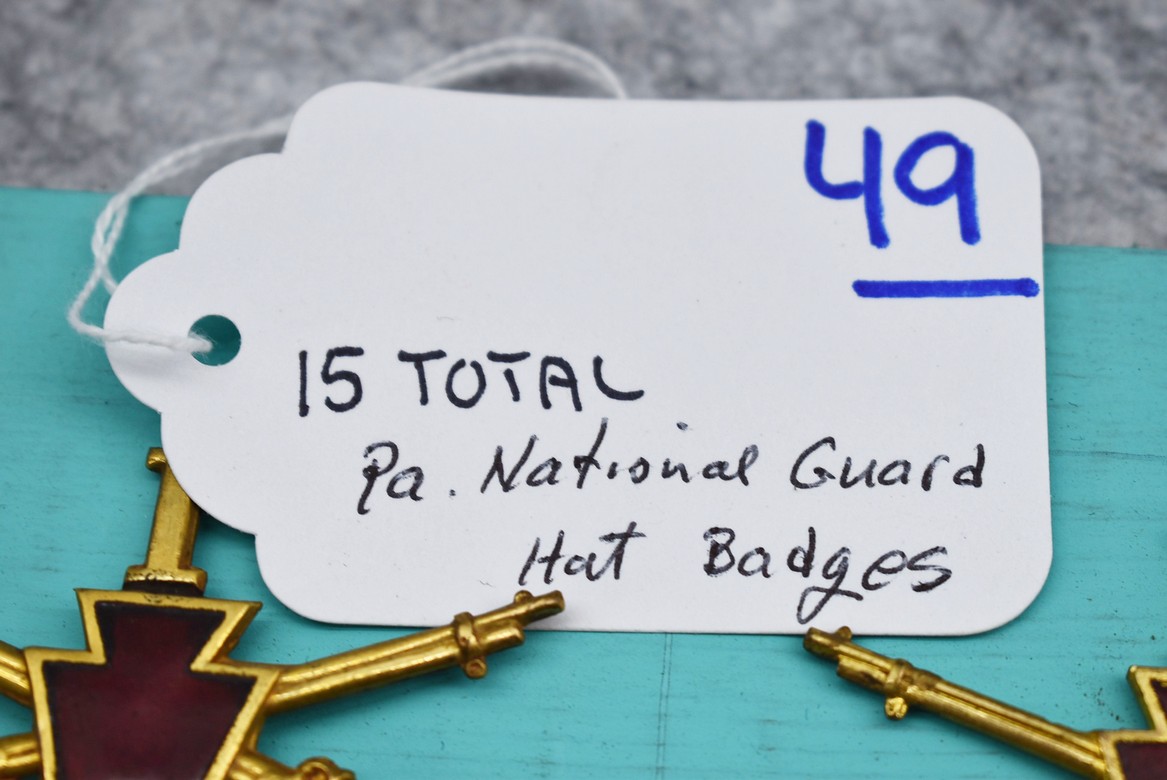 49
15 TOTAL
Pa. National Guard
Hat Badges